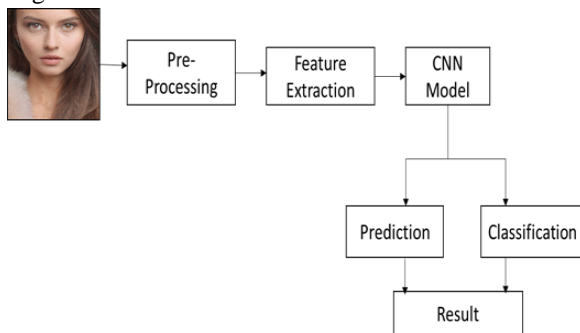 Pre-
Processing
Feature
Extraction
CNN
Model
Prediction
Classification
Result